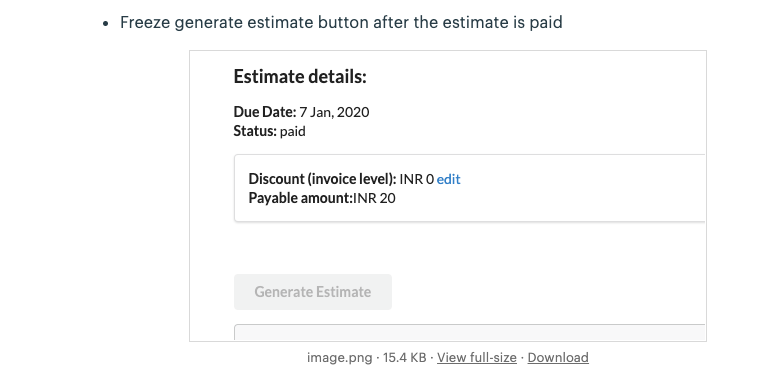 Freeze generate estimate button after the estimate is paid
Estimate details:
Due Date: 7 Jan, 2020
Status: paid
Discount (invoice level): INR 0 edit
Payable amount:INR 20
Generate Estimate
image.png · 15.4 KB · View full-size · Download